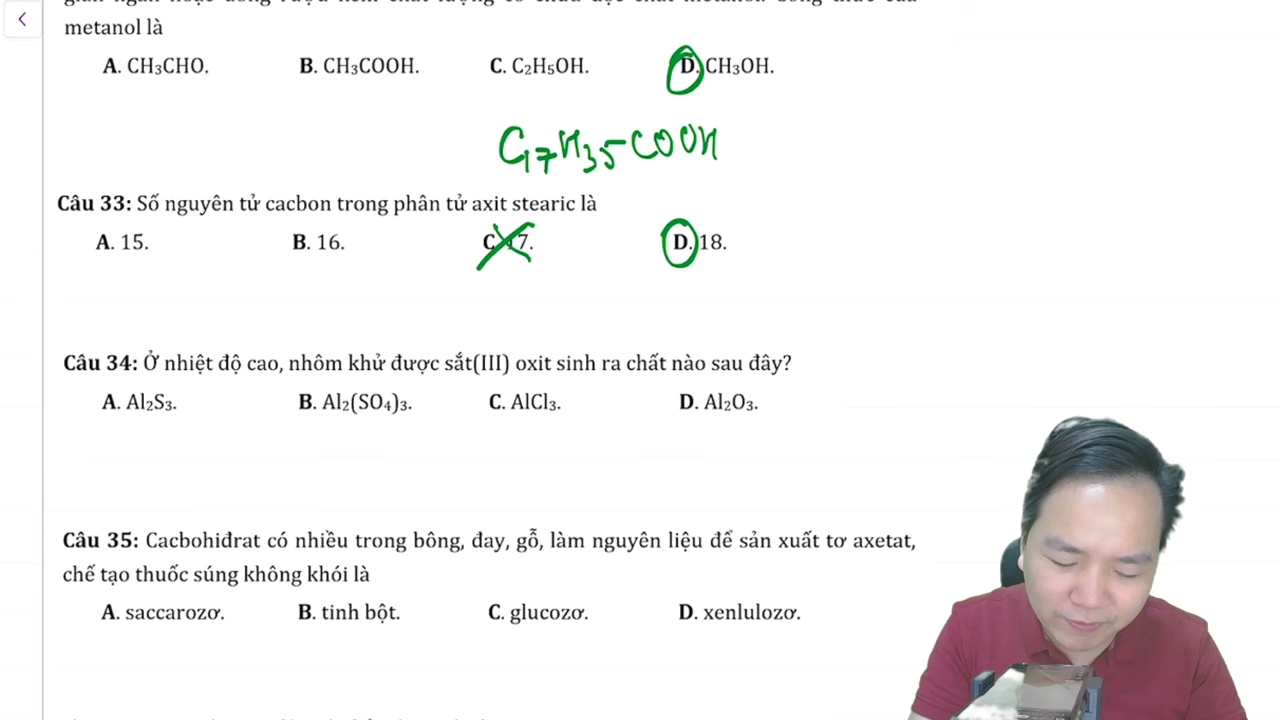 metanol là
A. CH₃CHO. B. CH₃COOH. C. C₂H₅OH. D. CH₃OH.
C₁₇H₃₅COOH
Câu 33: Số nguyên tử cacbon trong phân tử axit stearic là
A. 15. B. 16. C. 17. D. 18.
Câu 34: Ở nhiệt độ cao, nhôm khử được sắt(III) oxit sinh ra chất nào sau đây?
A. Al₂S₃. B. Al₂(SO₄)₃. C. AlCl₃. D. Al₂O₃.
Câu 35: Cacbohiđrat có nhiều trong bông, đay, gỗ, làm nguyên liệu để sản xuất tơ axetat,
chế tạo thuốc súng không khói là
A. saccarozơ. B. tinh bột. C. glucozơ. D. xenlulozơ.